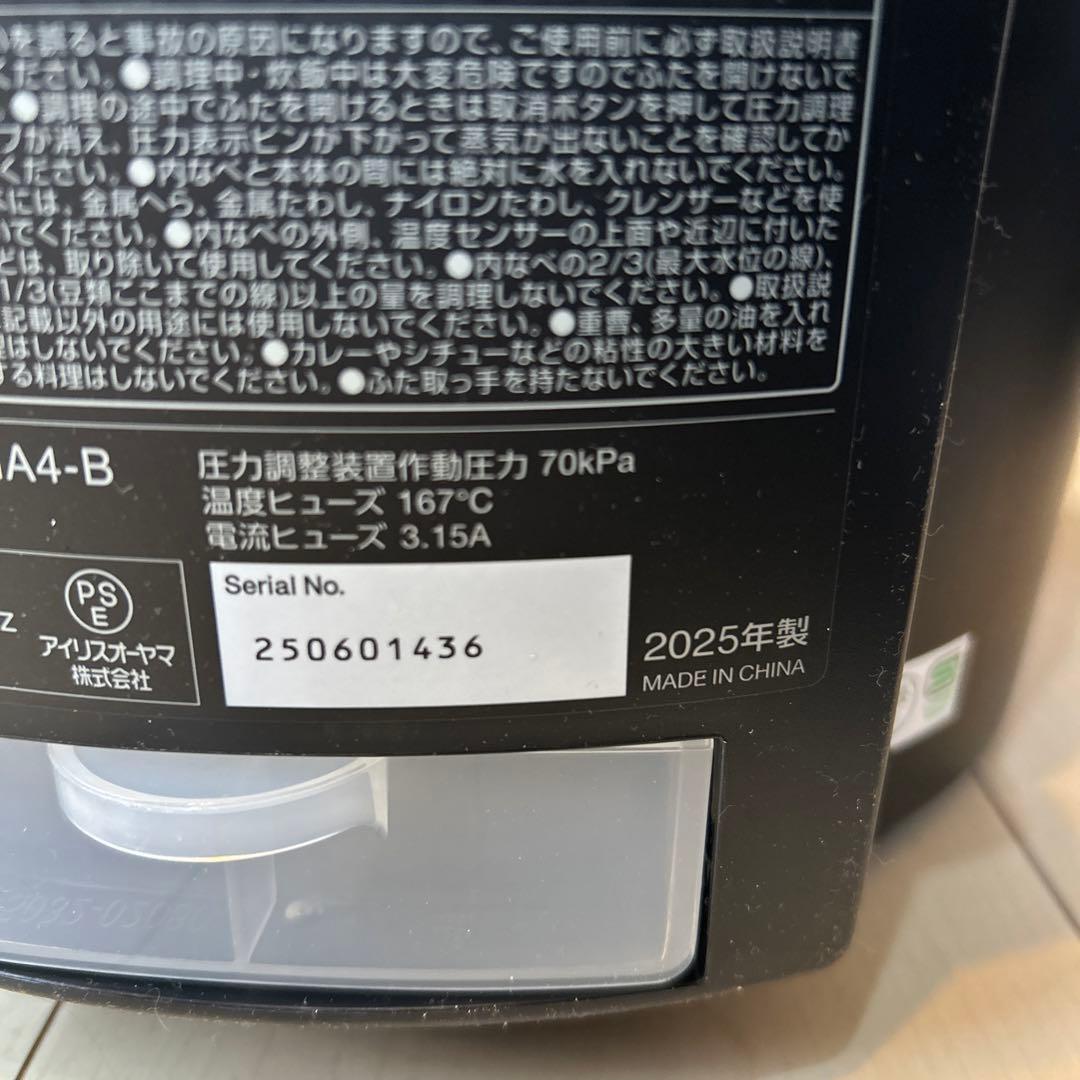 を誤ると事故の原因になりますので、ご使用前に必ず取扱説明書
ください。●調理中・炊飯中は大変危険ですのでふたを開けないで
●調理の途中でふたを開けるときは取消ボタンを押して圧力調理
プが消え、圧力表示ピンが下がって蒸気が出ないことを確認してか
ください。●内なべと本体の間には絶対に水を入れないでください。
には、金属へら、金属たわし、ナイロンたわし、クレンザーなどを使
いでください。●内なべの外側、温度センサーの上面や近辺に付いた
どは、取り除いて使用してください。●内なべの2/3(最大水位の線)、
1/3(豆類ここまでの線)以上の量を調理しないでください。●取扱説
記載以外の用途には使用しないでください。●重曹、多量の油を入れ
理はしないでください。●カレーやシチューなどの粘性の大きい材料を
する料理はしないでください。●ふた取っ手を持たないでください。
A4-B
圧力調整装置作動圧力 70kPa
温度ヒューズ 167℃
電流ヒューズ 3.15A
z
PS
E
アイリスオーヤマ
株式会社
Serial No.
250601436
2025年製
MADE IN CHINA